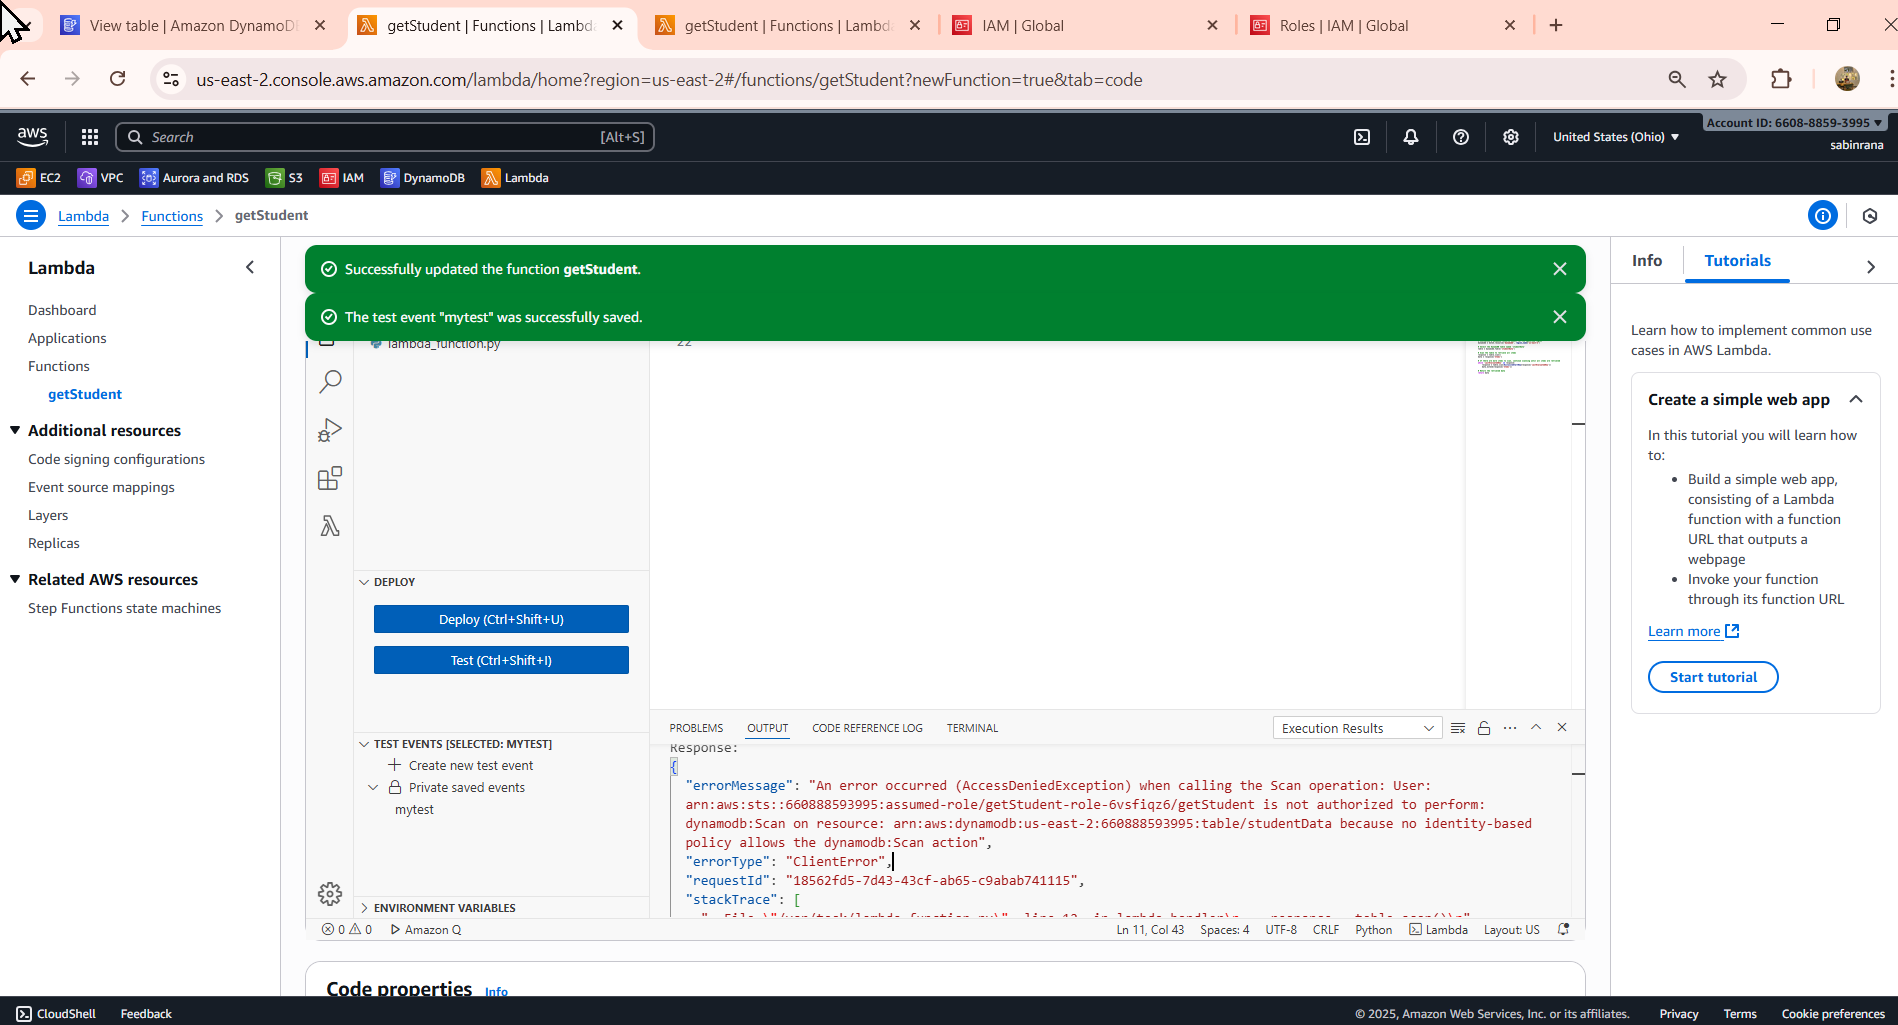 View table | Amazon DynamoDB
getStudent | Functions | Lambda
getStudent | Functions | Lambda
IAM | Global
Roles | IAM | Global
us-east-2.console.aws.amazon.com/lambda/home?region=us-east-2#/functions/getStudent?newFunction=true&tab=code
aws
Search
[Alt+S]
United States (Ohio)
Account ID: 6608-8859-3995
sabinrana
EC2
VPC
Aurora and RDS
S3
IAM
DynamoDB
Lambda
Lambda
Functions
getStudent
Lambda
Dashboard
Applications
Functions
getStudent
Additional resources
Code signing configurations
Event source mappings
Layers
Replicas
Related AWS resources
Step Functions state machines
Successfully updated the function getStudent.
The test event "mytest" was successfully saved.
lambda_function.py
22
DEPLOY
Deploy (Ctrl+Shift+U)
Test (Ctrl+Shift+I)
TEST EVENTS [SELECTED: MYTEST]
Create new test event
Private saved events
mytest
ENVIRONMENT VARIABLES
PROBLEMS
OUTPUT
CODE REFERENCE LOG
TERMINAL
Execution Results
Response:
{
"errorMessage": "An error occurred (AccessDeniedException) when calling the Scan operation: User:
arn:aws:sts::660888593995:assumed-role/getStudent-role-6vsfiqz6/getStudent is not authorized to perform:
dynamodb:Scan on resource: arn:aws:dynamodb:us-east-2:660888593995:table/studentData because no identity-based
policy allows the dynamodb:Scan action",
"errorType": "ClientError",
"requestId": "18562fd5-7d43-43cf-ab65-c9abab741115",
"stackTrace": [
0 0
Amazon Q
Ln 11, Col 43
Spaces: 4
UTF-8
CRLF
Python
Lambda
Layout: US
Code properties
Info
Info
Tutorials
Learn how to implement common use
cases in AWS Lambda.
Create a simple web app
In this tutorial you will learn how
to:
• Build a simple web app,
consisting of a Lambda
function with a function
URL that outputs a
webpage
• Invoke your function
through its function URL
Learn more
Start tutorial
CloudShell
Feedback
© 2025, Amazon Web Services, Inc. or its affiliates.
Privacy
Terms
Cookie preferences